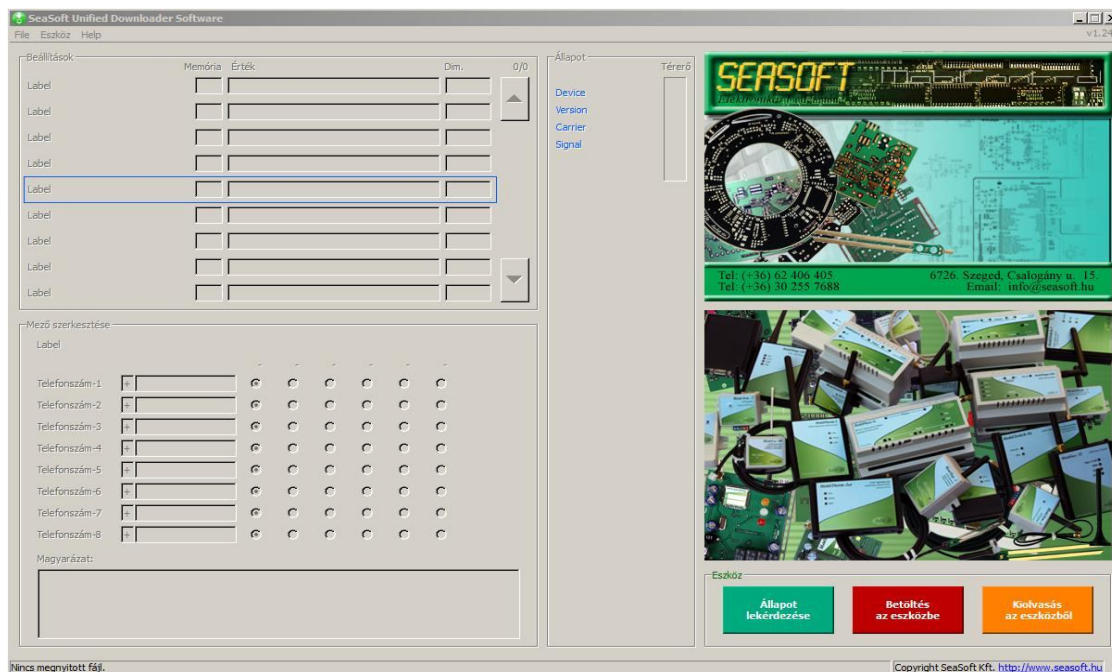 SeaSoft Unified Downloader Software
File Eszköz Help
v1.24
Beállítások
Memória Érték Dim. 0/0
Label
Label
Label
Label
Label
Label
Label
Label
Label
Mező szerkesztése
Label
- - - - - -
Telefonszám-1 +
Telefonszám-2 +
Telefonszám-3 +
Telefonszám-4 +
Telefonszám-5 +
Telefonszám-6 +
Telefonszám-7 +
Telefonszám-8 +
Magyarázat:
Állapot
Térerő
Device
Version
Carrier
Signal
SEASOFT
Tel: (+36) 62 406 405 6726. Szeged, Csalogány u. 15.
Tel: (+36) 30 255 7688 Email: info@seasoft.hu
Eszköz
Állapot
lekérdezése
Betöltés
az eszközbe
Kiolvasás
az eszközből
Nincs megnyitott fájl.
Copyright SeaSoft Kft. http://www.seasoft.hu